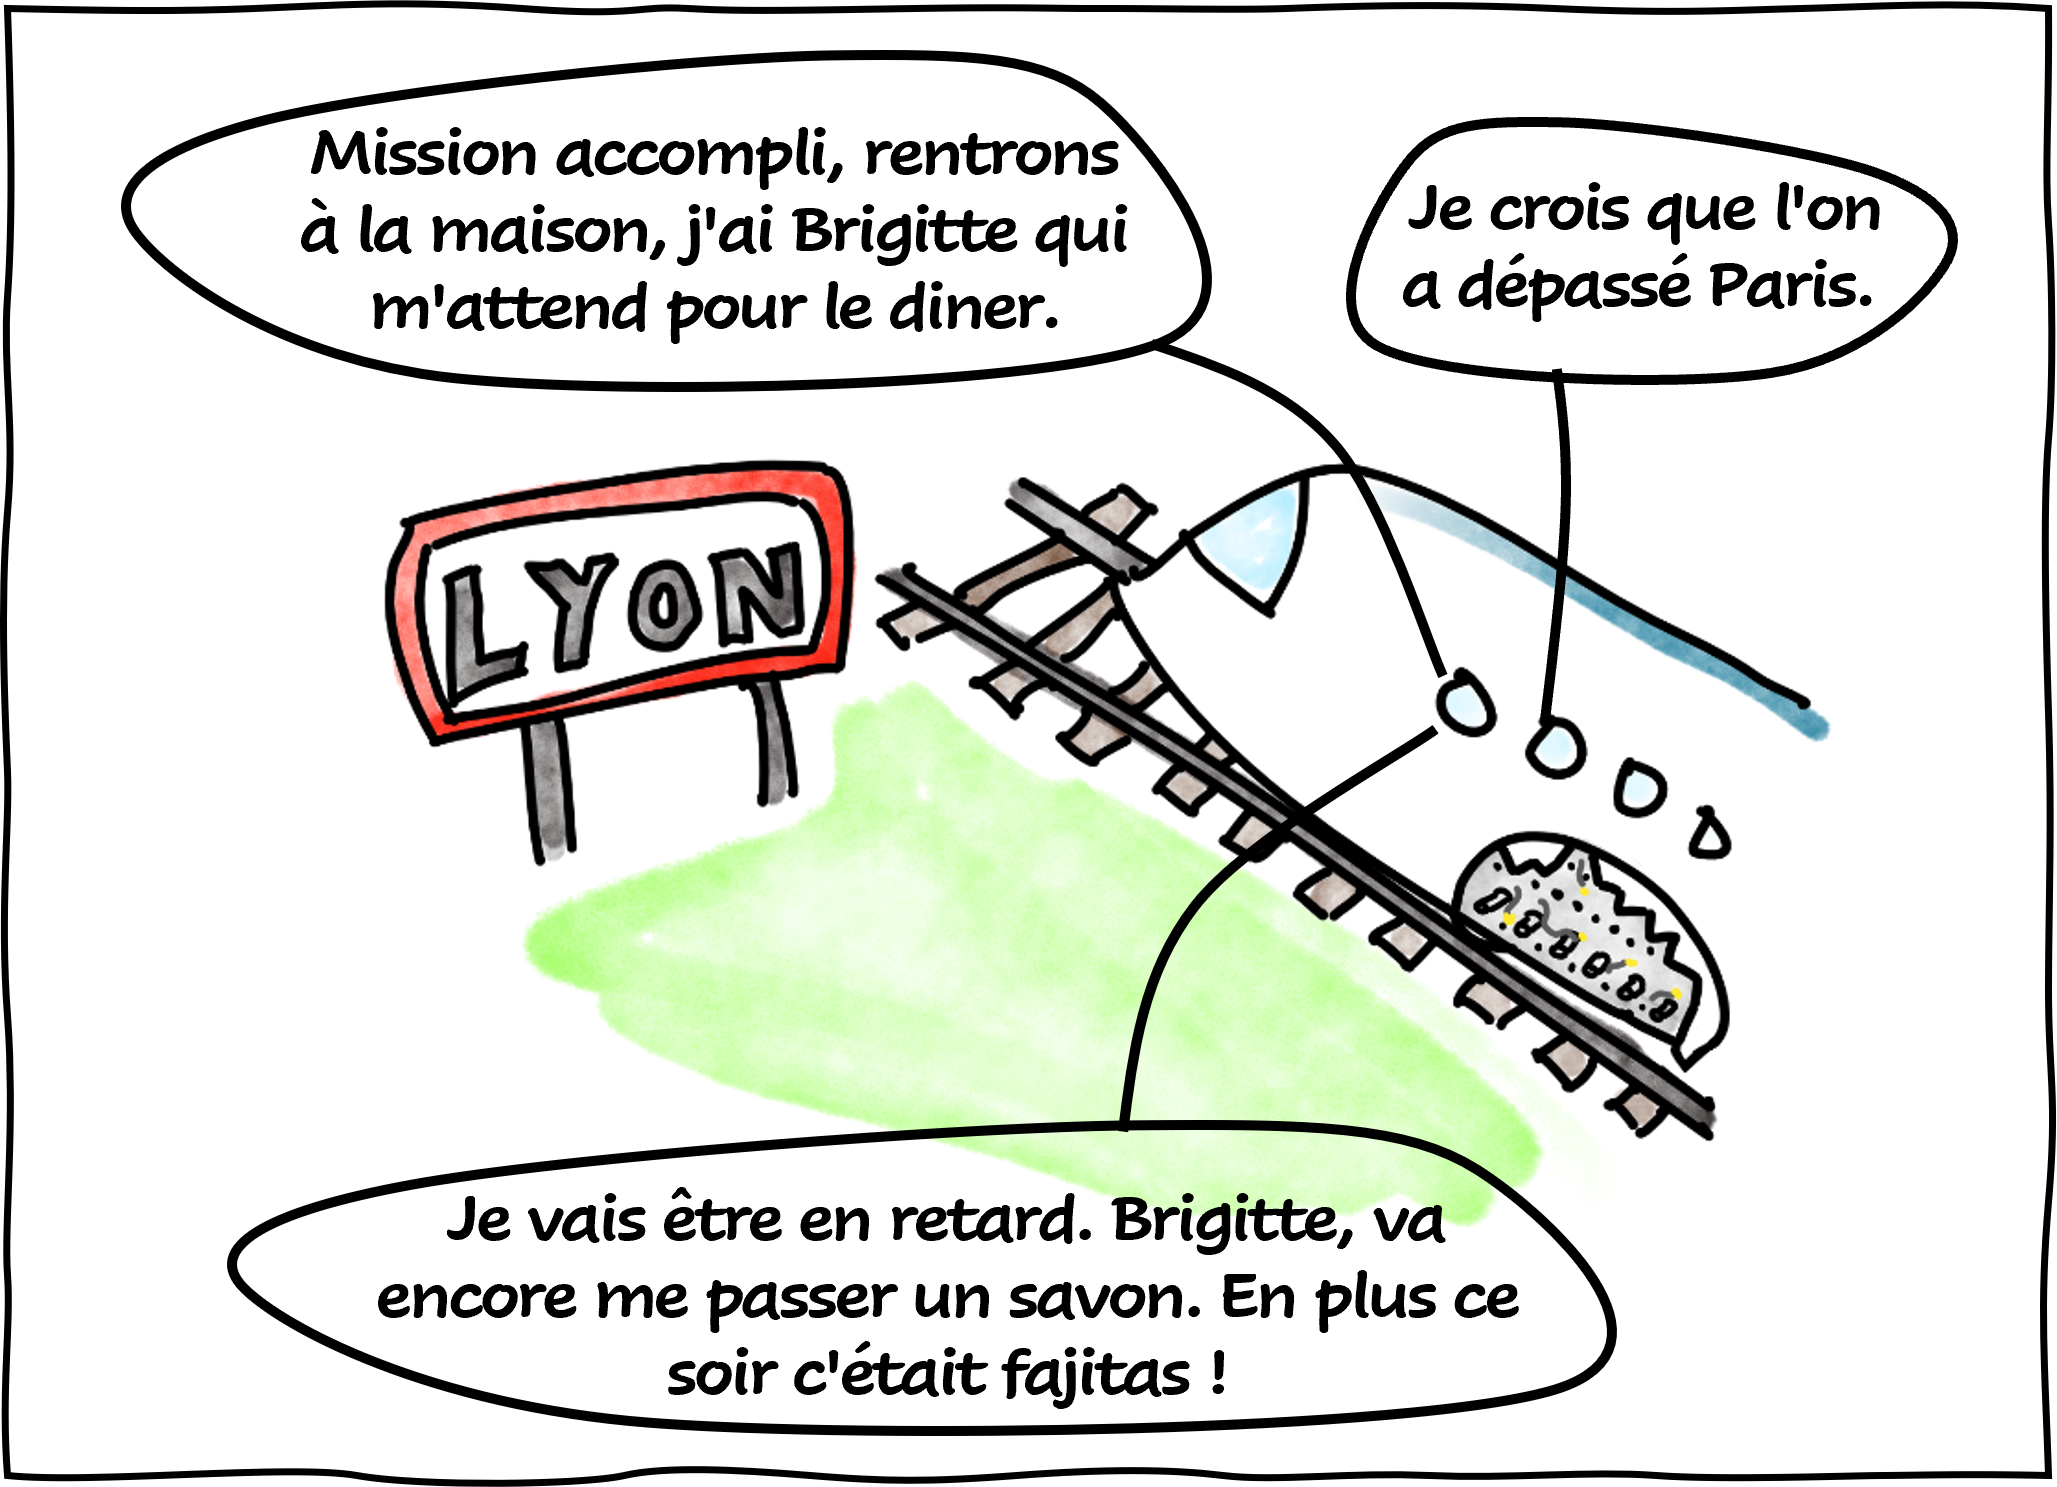 Mission accompli, rentrons
à la maison, j'ai Brigitte qui
m'attend pour le diner.
Je crois que l'on
a dépassé Paris.
LYON
Je vais être en retard. Brigitte, va
encore me passer un savon. En plus ce
soir c'était fajitas !